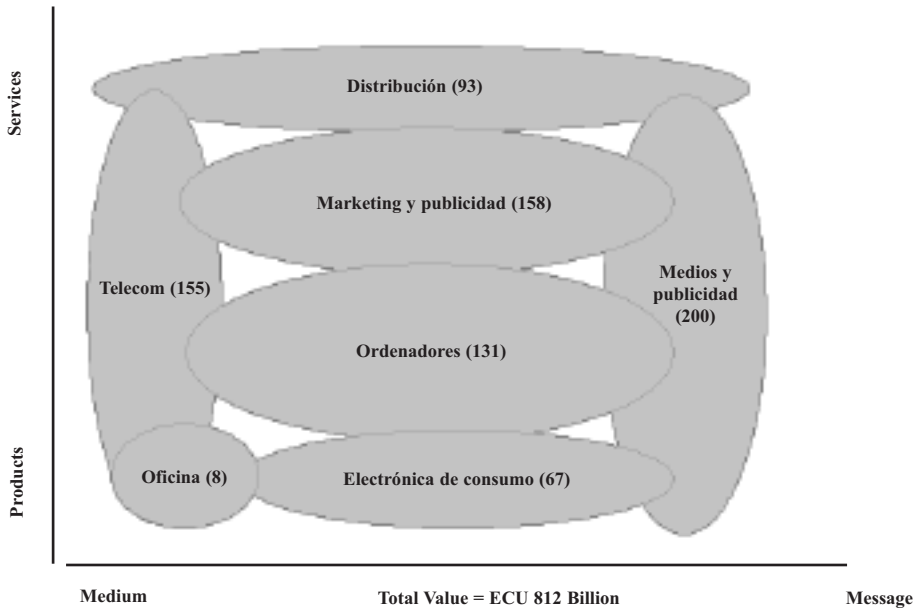 Services
Distribución (93)
Marketing y publicidad (158)
Telecom (155)
Medios y
publicidad
(200)
Ordenadores (131)
Products
Oficina (8)
Electrónica de consumo (67)
Medium
Total Value = ECU 812 Billion
Message